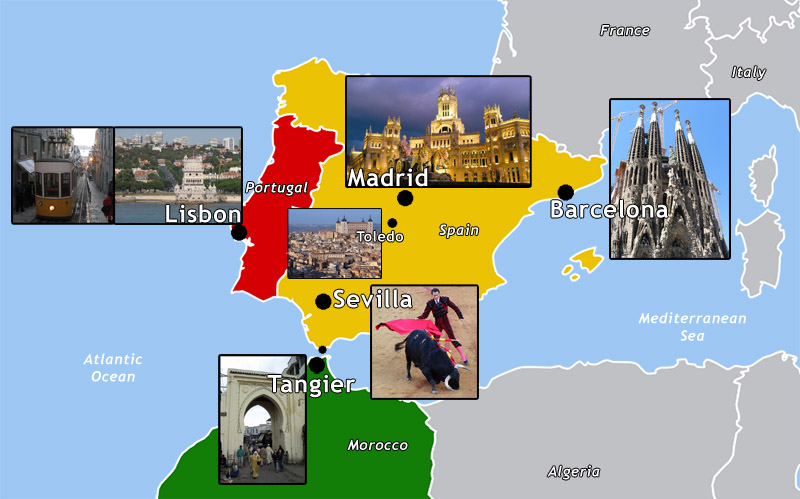 France
Italy
Madrid
Portugal
Lisbon
Barcelona
Toledo
Spain
Sevilla
Mediterranean
Sea
Atlantic
Ocean
Tangier
Morocco
Algeria